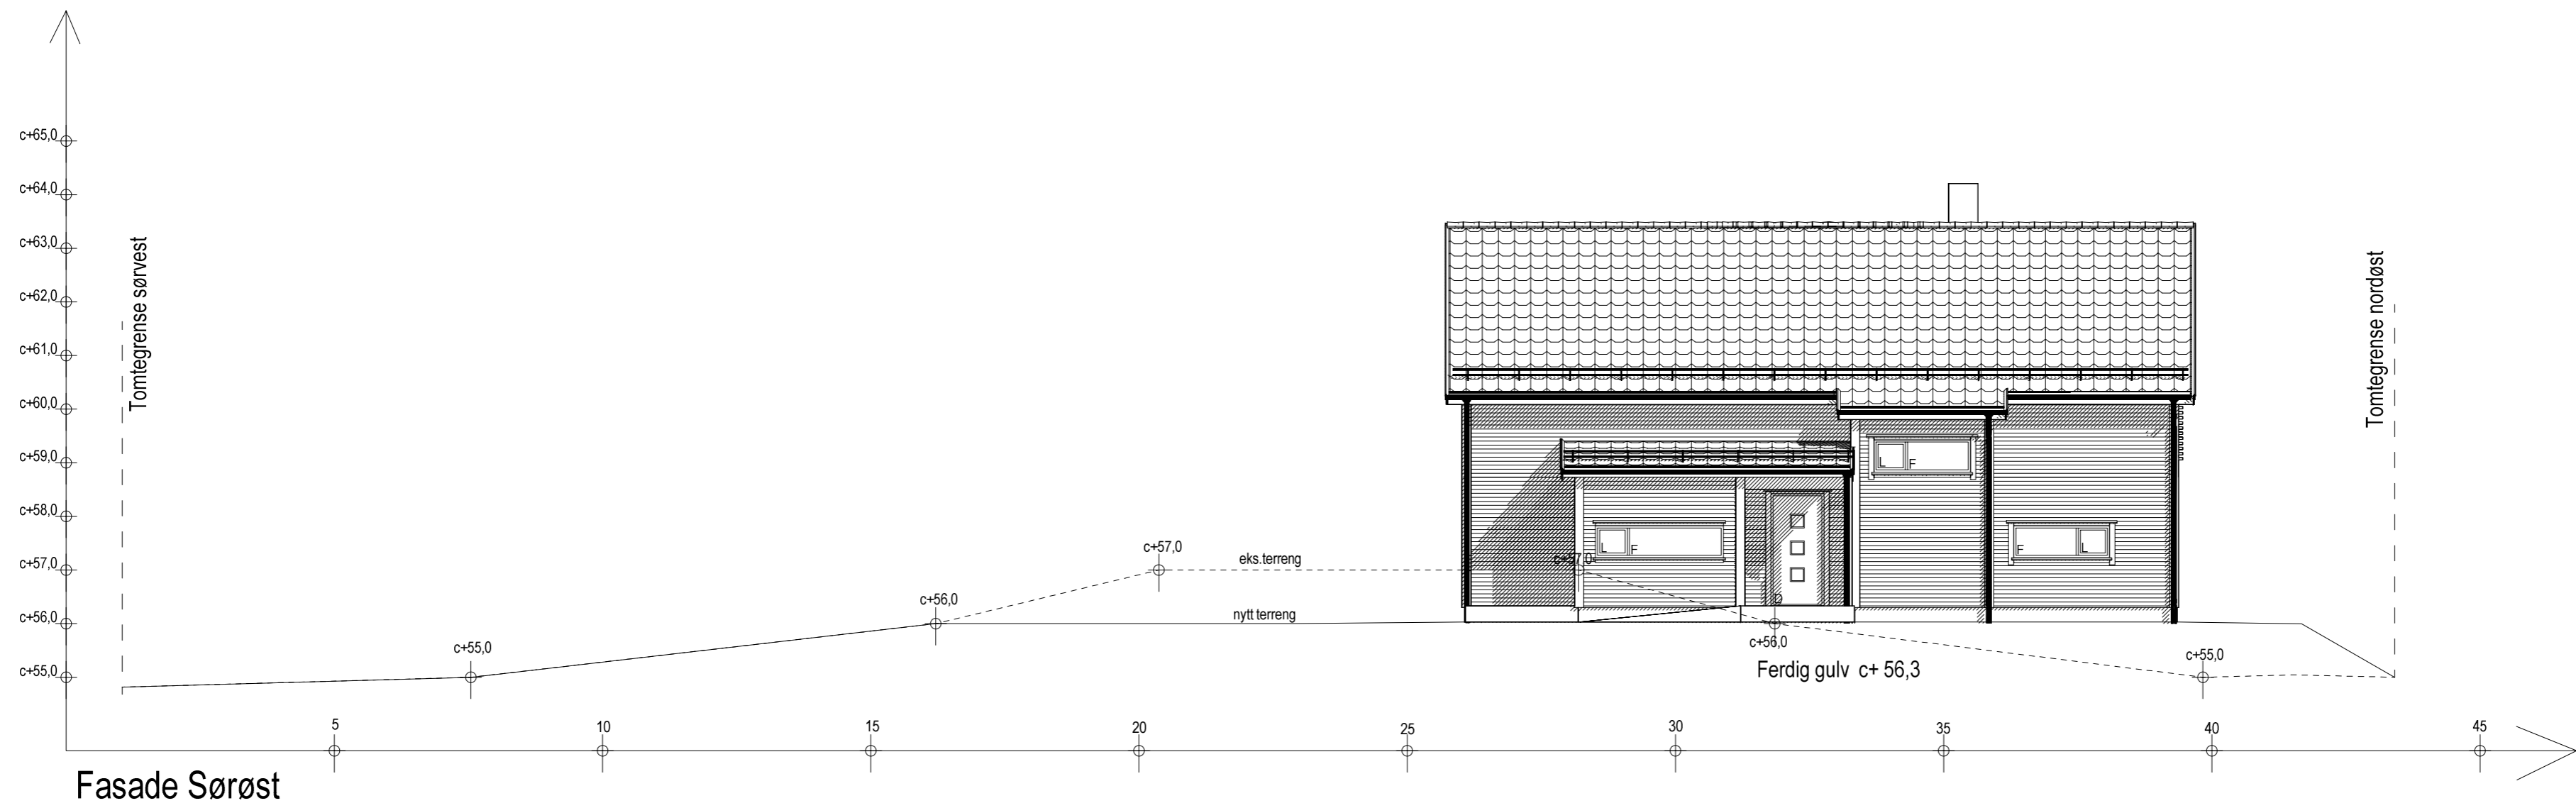 c+65,0
c+64,0
c+63,0
c+62,0
c+61,0
c+60,0
c+59,0
c+58,0
c+57,0
c+56,0
c+55,0
Tomtegrense sørvest
c+55,0
c+56,0
c+57,0
eks.terreng
nytt terreng
c+57,0
L F
D
L F
F L
c+56,0
Ferdig gulv c+ 56,3
c+55,0
Tomtegrense nordøst
5 10 15 20 25 30 35 40 45
Fasade Sørøst